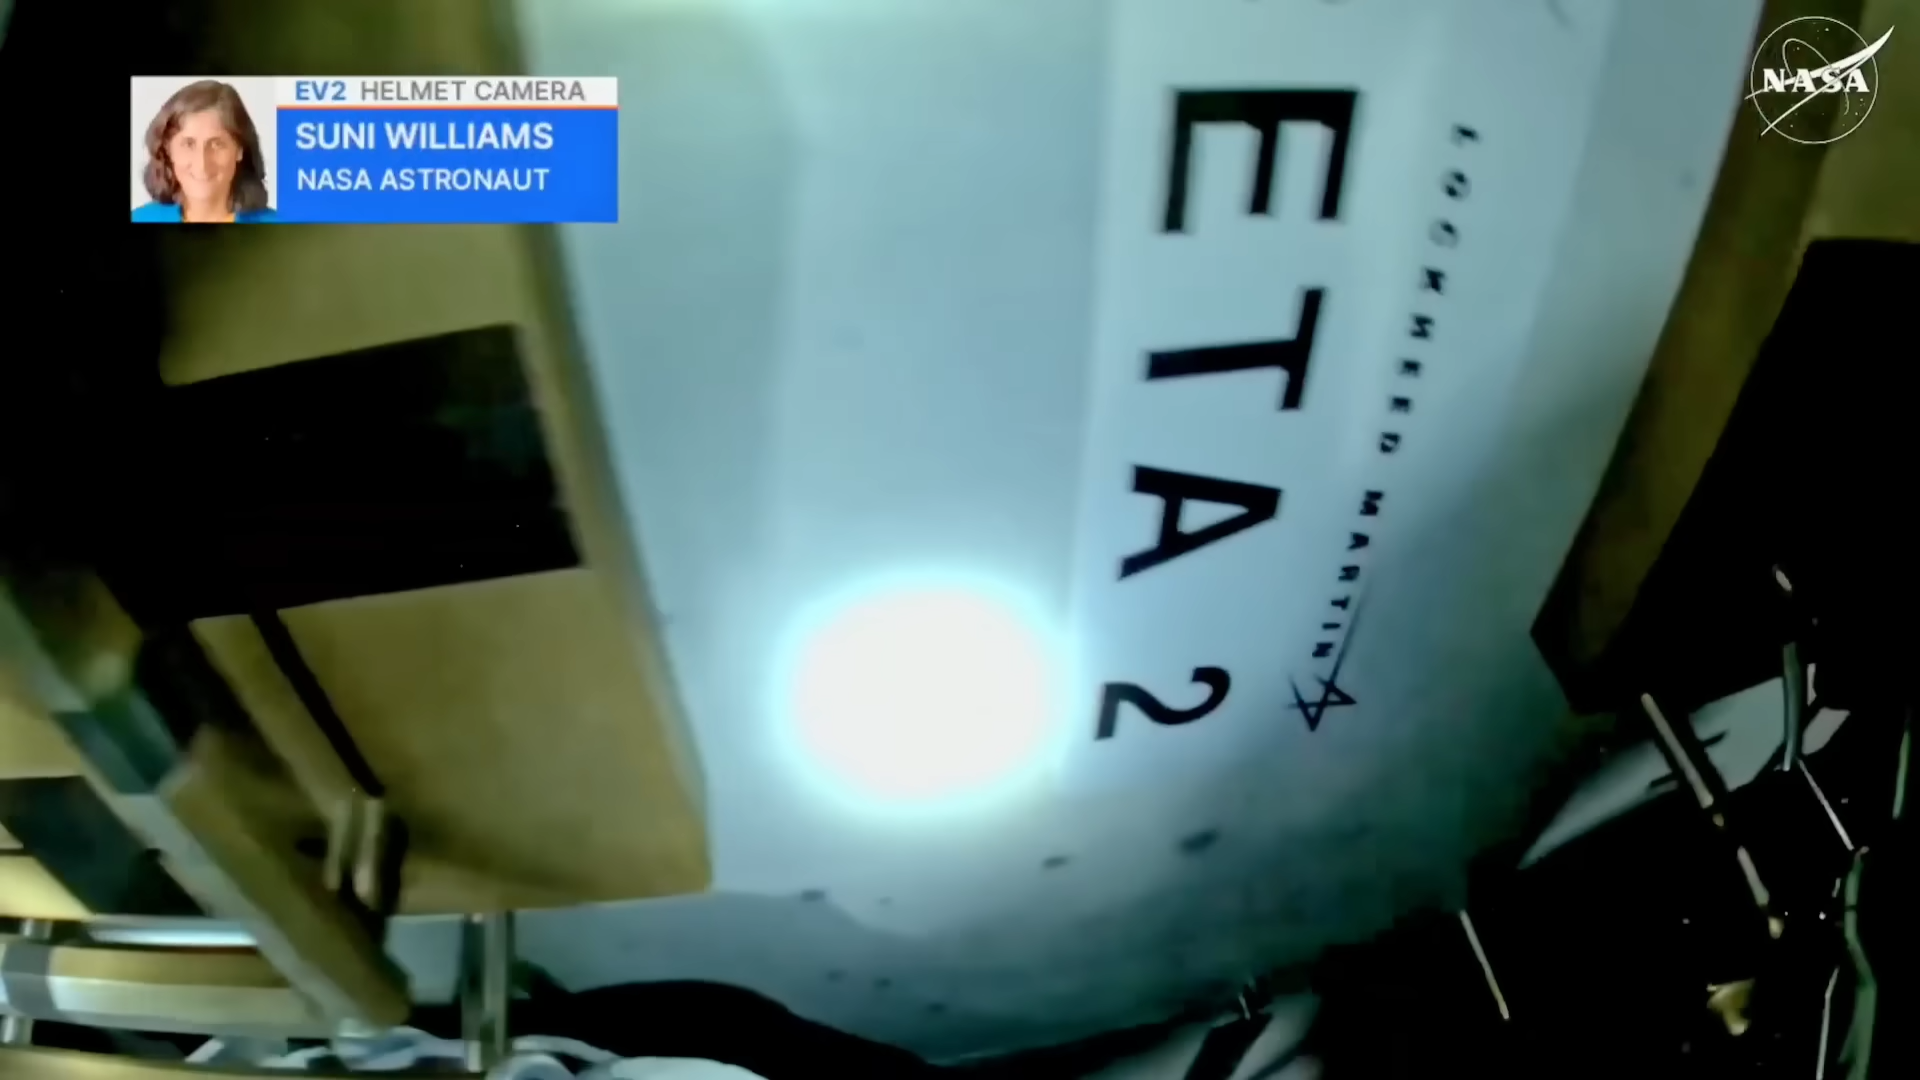 EV2 HELMET CAMERA
SUNI WILLIAMS
NASA ASTRONAUT
NASA
ETA 2
LOCKHEED MARTIN